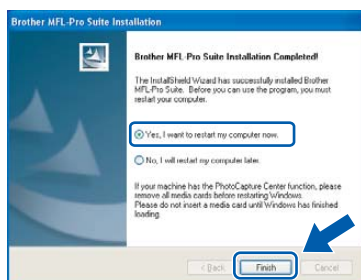 Brother MFL-Pro Suite Installation
Brother MFL-Pro Suite Installation Completed!
The InstallShield Wizard has successfully installed Brother
MFL-Pro Suite. Before you can use the program, you must
restart your computer.
Yes, I want to restart my computer now.
No, I will restart my computer later.
If your machine has the PhotoCapture Center function, please
remove all media cards before restarting Windows.
Please do not insert a media card until Windows has finished
loading.
< Back
Finish
Cancel